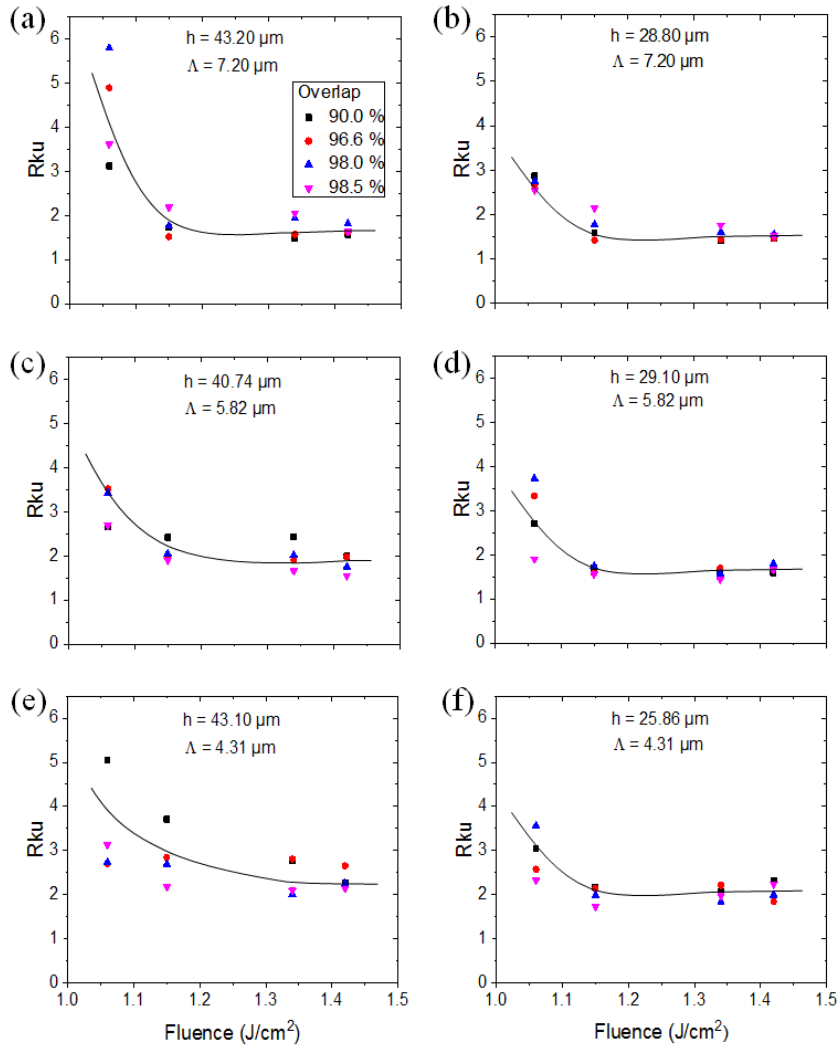 (a)
h = 43.20 µm
Λ = 7.20 µm
Overlap
90.0 %
96.6 %
98.0 %
98.5 %
Rku
6
5
4
3
2
1
0
(b)
h = 28.80 µm
Λ = 7.20 µm
Rku
6
5
4
3
2
1
0
(c)
h = 40.74 µm
Λ = 5.82 µm
Rku
6
5
4
3
2
1
0
(d)
h = 29.10 µm
Λ = 5.82 µm
Rku
6
5
4
3
2
1
0
(e)
h = 43.10 µm
Λ = 4.31 µm
Rku
6
5
4
3
2
1
0
1.0 1.1 1.2 1.3 1.4 1.5
Fluence (J/cm²)
(f)
h = 25.86 µm
Λ = 4.31 µm
Rku
6
5
4
3
2
1
0
1.0 1.1 1.2 1.3 1.4 1.5
Fluence (J/cm²)